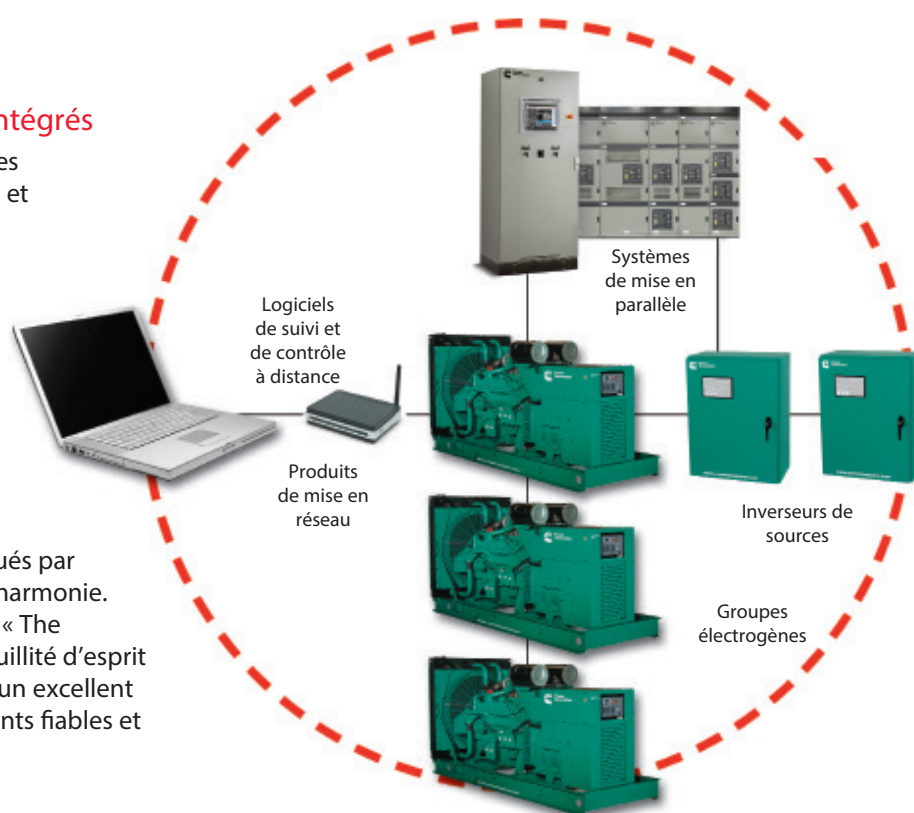 ntégrés
es
et
Systèmes
de mise en
parallèle
Logiciels
de suivi et
de contrôle
à distance
Produits
de mise en
réseau
Inverseurs de
sources
Groupes
électrogènes
ués par
harmonie.
« The
uillité d’esprit
un excellent
nts fiables et